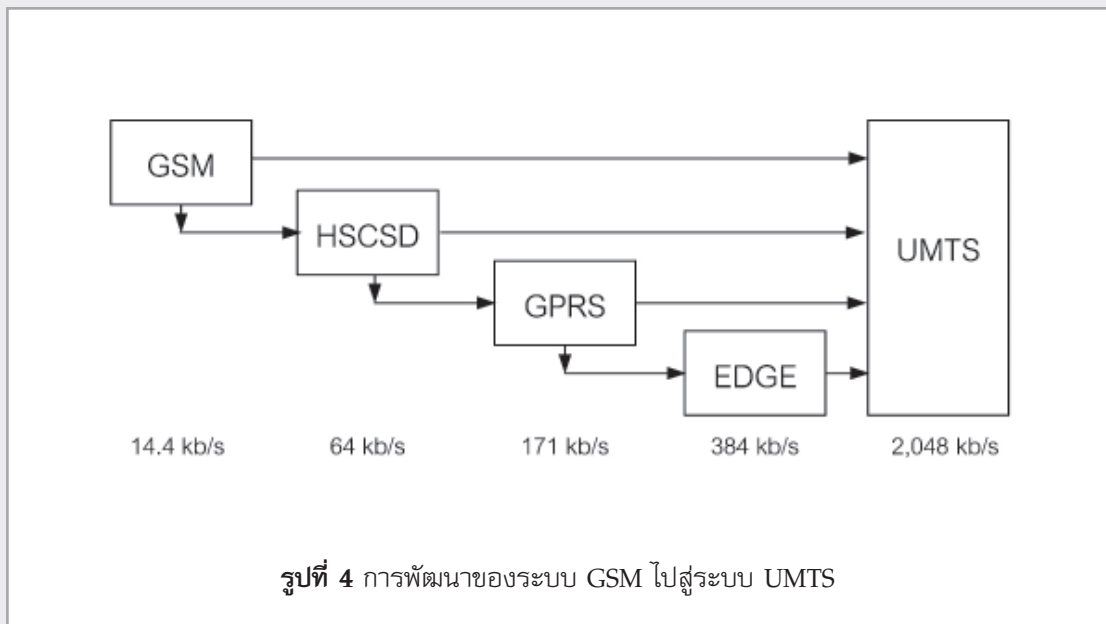 GSM
HSCSD
GPRS
EDGE
UMTS
14.4 kb/s
64 kb/s
171 kb/s
384 kb/s
2,048 kb/s
รูปที่ 4 การพัฒนาของระบบ GSM ไปสู่ระบบ UMTS